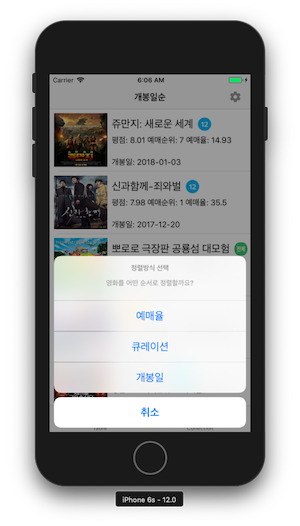 Carrier
6:06 AM
개봉일순
쥬만지: 새로운 세계 12
평점: 8.01 예매순위: 7 예매율: 14.93
개봉일: 2018-01-03
신과함께-죄와벌 12
평점: 7.98 예매순위: 1 예매율: 35.5
개봉일: 2017-12-20
뽀로로 극장판 공룡섬 대모험 전체
정렬방식 선택
영화를 어떤 순서로 정렬할까요?
예매율
큐레이션
개봉일
취소
iPhone 6s - 12.0